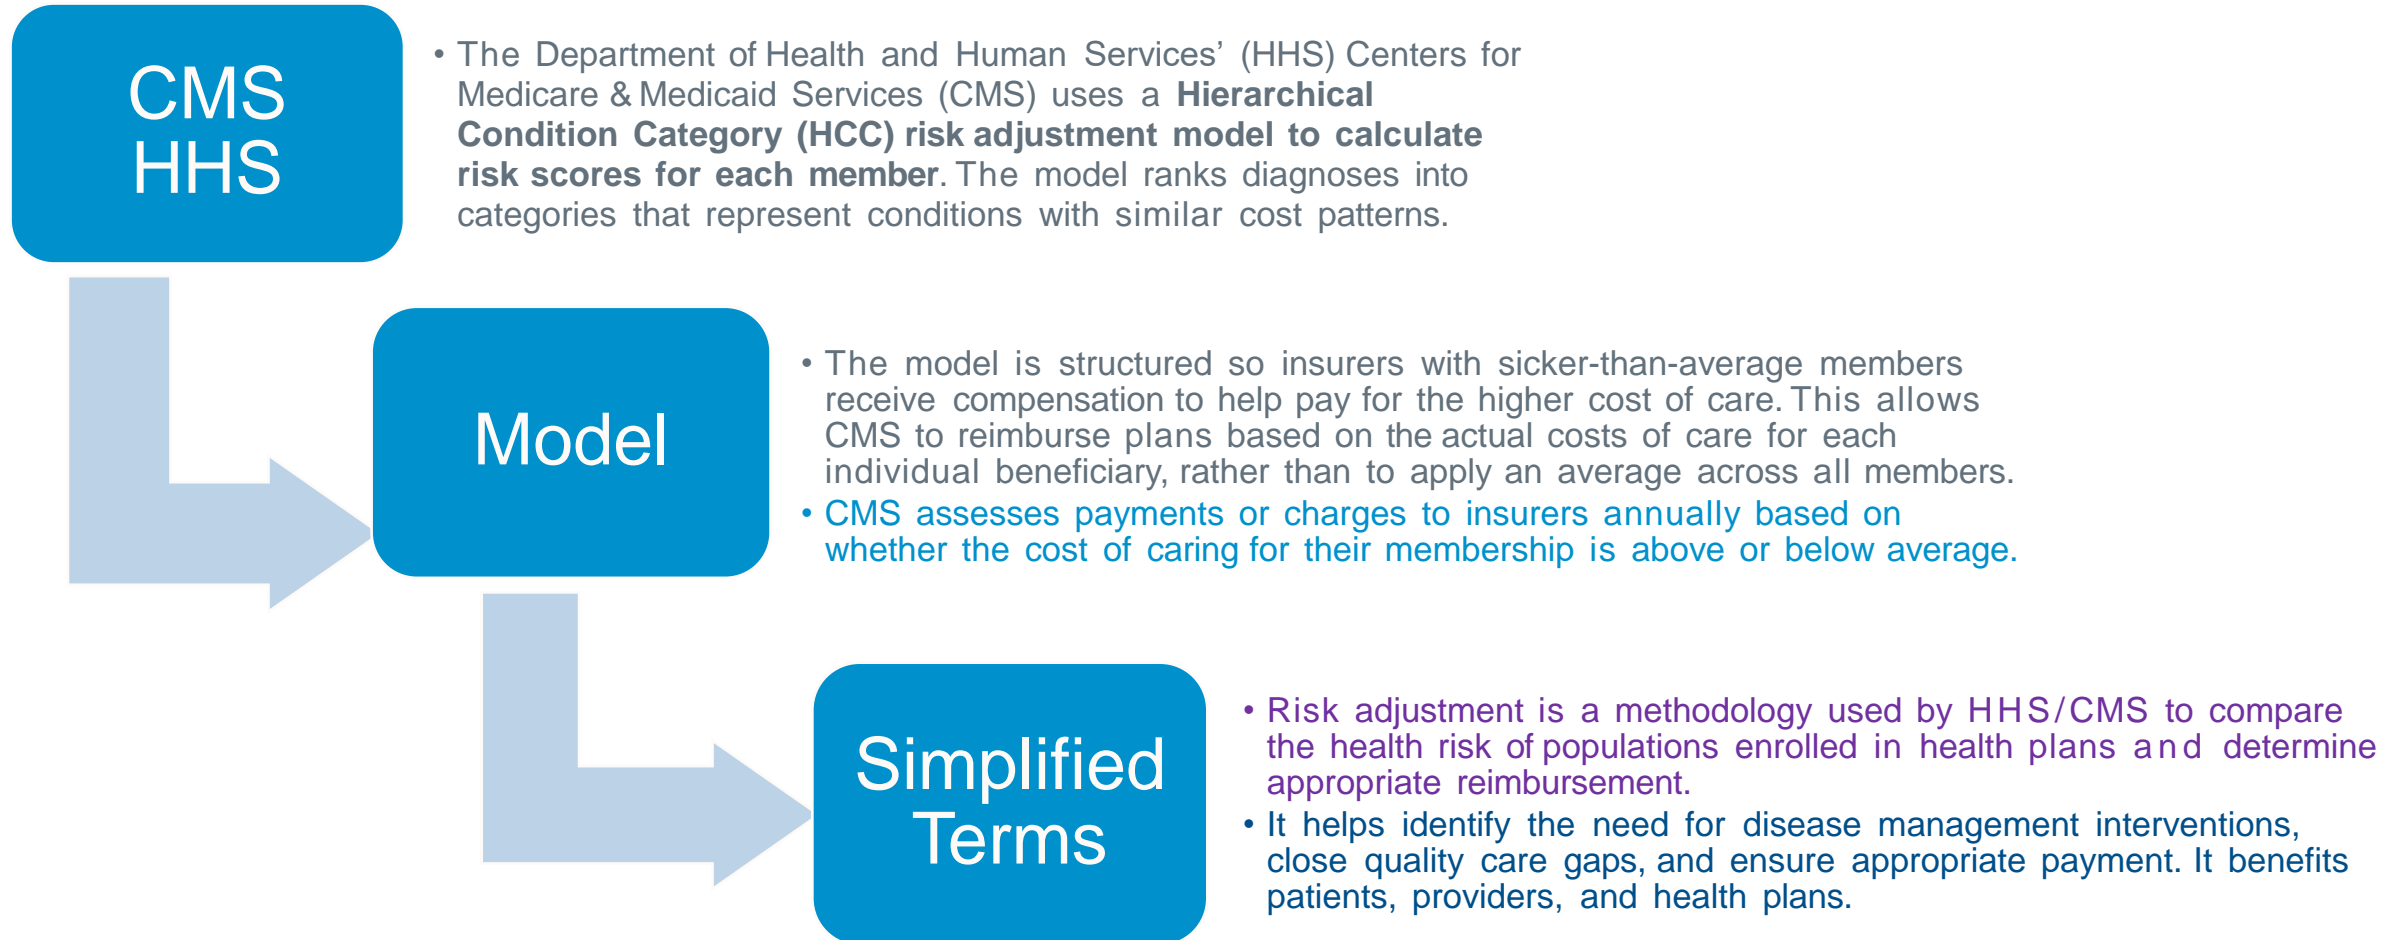 CMS
HHS
• The Department of Health and Human Services’ (HHS) Centers for
Medicare & Medicaid Services (CMS) uses a Hierarchical
Condition Category (HCC) risk adjustment model to calculate
risk scores for each member. The model ranks diagnoses into
categories that represent conditions with similar cost patterns.
Model
• The model is structured so insurers with sicker-than-average members
receive compensation to help pay for the higher cost of care. This allows
CMS to reimburse plans based on the actual costs of care for each
individual beneficiary, rather than to apply an average across all members.
• CMS assesses payments or charges to insurers annually based on
whether the cost of caring for their membership is above or below average.
Simplified
Terms
• Risk adjustment is a methodology used by HHS/CMS to compare
the health risk of populations enrolled in health plans and determine
appropriate reimbursement.
• It helps identify the need for disease management interventions,
close quality care gaps, and ensure appropriate payment. It benefits
patients, providers, and health plans.